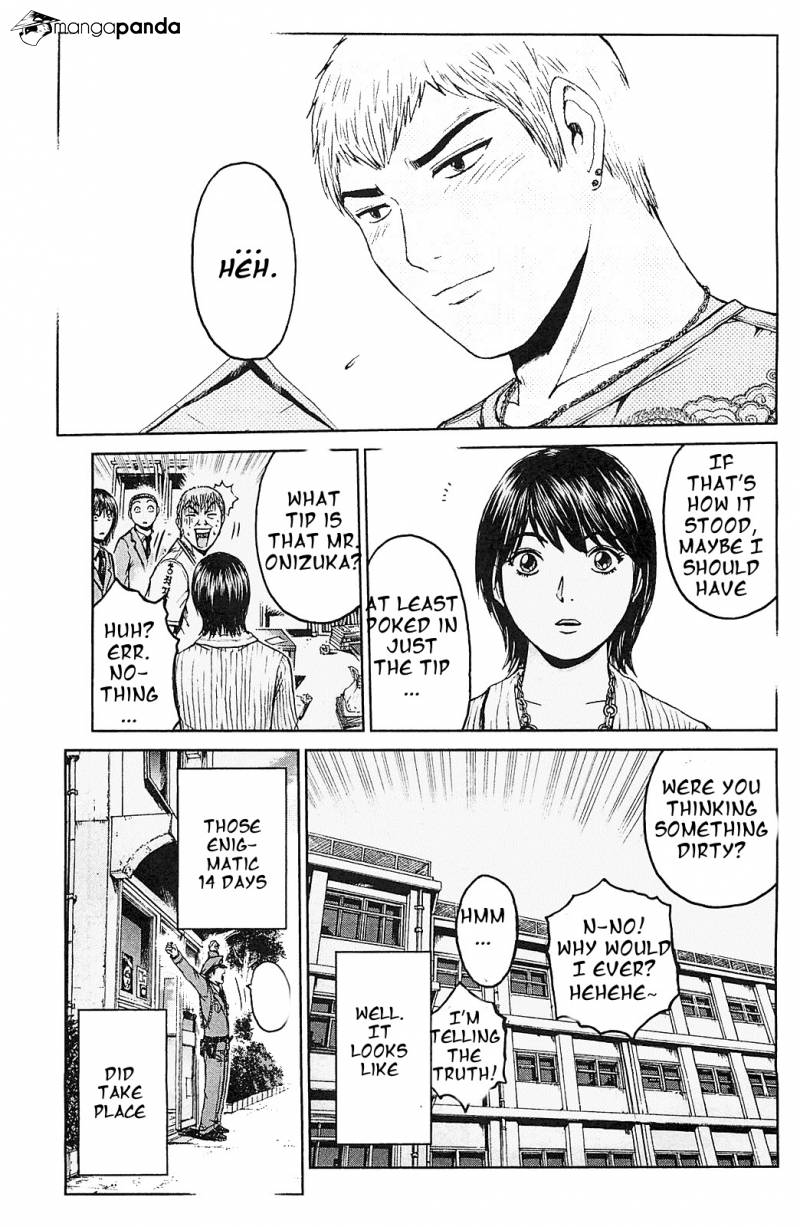 mangapanda
...
HEH.
IF
THAT'S
HOW IT
STOOD,
MAYBE I
SHOULD
HAVE
AT LEAST
POKED IN
JUST
THE TIP
...
WHAT
TIP IS
THAT MR.
ONIZUKA?
HUH?
ERR.
NO-
THING
...
WERE YOU
THINKING
SOMETHING
DIRTY?
N-NO!
WHY WOULD
I EVER?
HEHEHE~
HMM
...
I'M
TELLING
THE
TRUTH!
WELL.
IT
LOOKS
LIKE
THOSE
ENIG-
MATIC
14 DAYS
DID
TAKE
PLACE